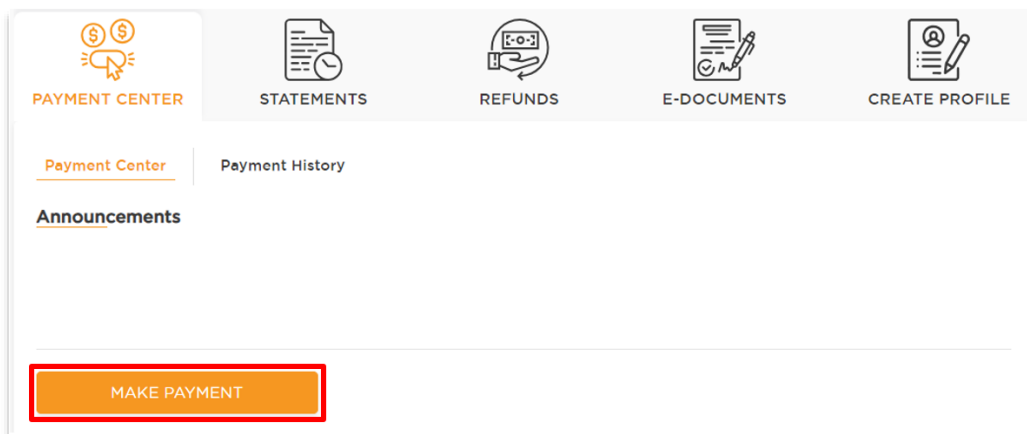 PAYMENT CENTER STATEMENTS REFUNDS E-DOCUMENTS CREATE PROFILE
Payment Center Payment History
Announcements
MAKE PAYMENT